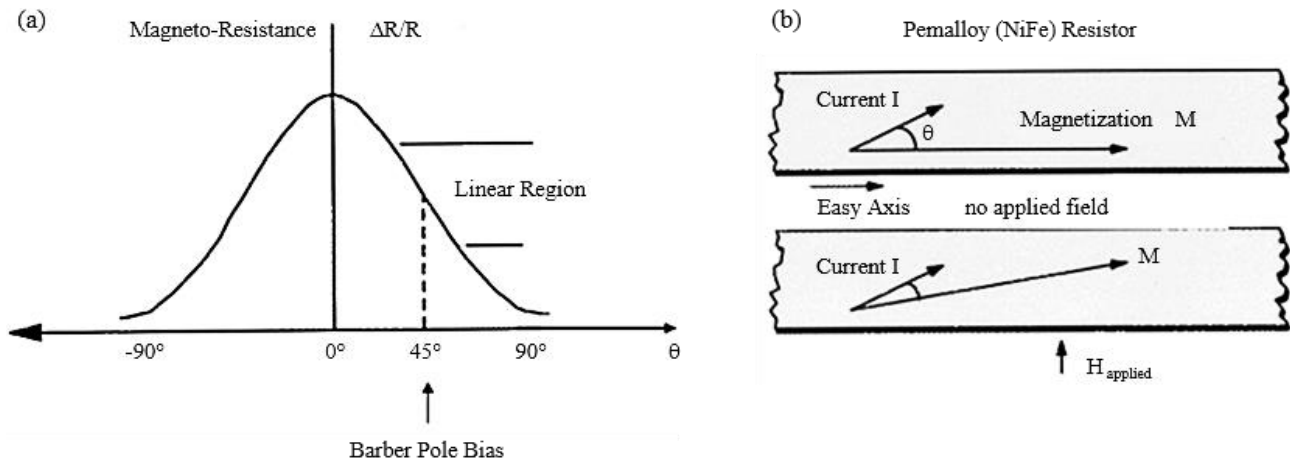 (a)
Magneto-Resistance ΔR/R
Linear Region
-90° 0° 45° 90° θ
Barber Pole Bias
(b)
Pemalloy (NiFe) Resistor
Current I
θ
Magnetization M
Easy Axis no applied field
Current I
M
H applied